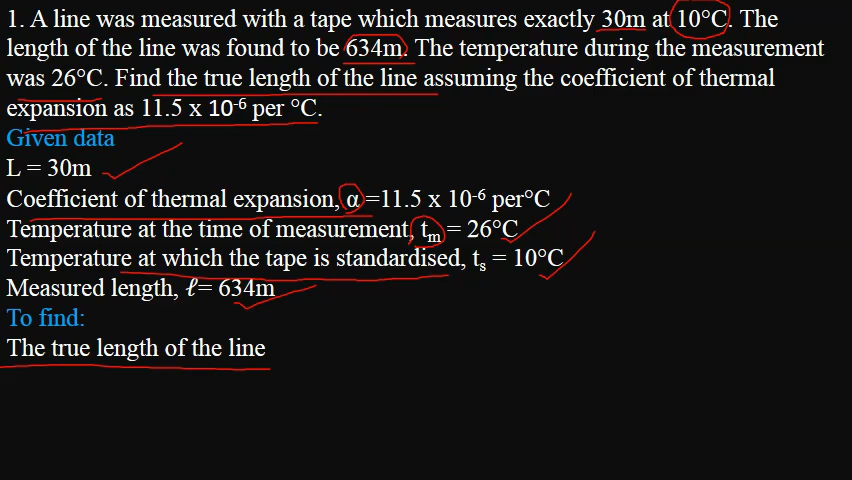 1. A line was measured with a tape which measures exactly 30m at 10°C. The
length of the line was found to be 634m. The temperature during the measurement
was 26°C. Find the true length of the line assuming the coefficient of thermal
expansion as 11.5 x 10⁻⁶ per °C.
Given data
L = 30m
Coefficient of thermal expansion, α =11.5 x 10⁻⁶ per°C
Temperature at the time of measurement, tₘ = 26°C
Temperature at which the tape is standardised, tₛ = 10°C
Measured length, ℓ= 634m
To find:
The true length of the line